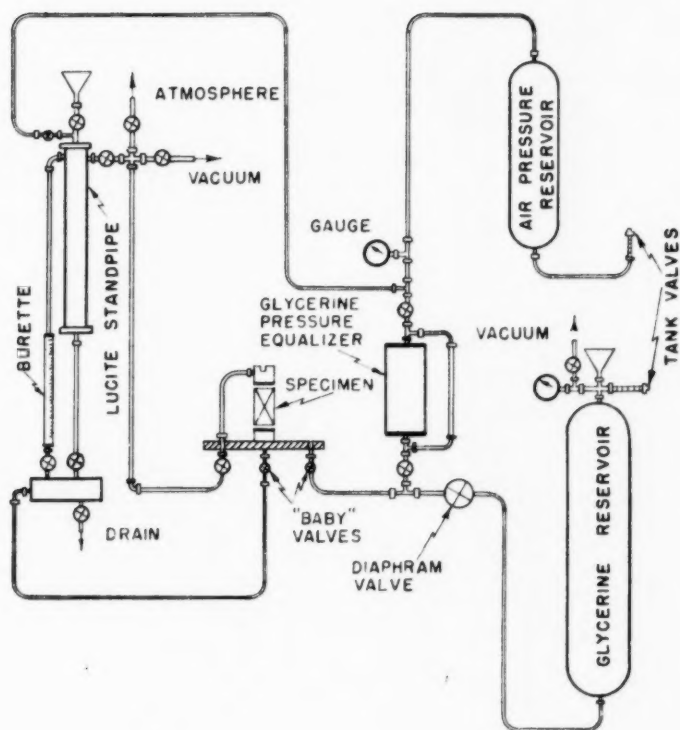 ATMOSPHERE
VACUUM
AIR PRESSURE
RESERVOIR
GAUGE
TANK VALVES
BURETTE
LUCITE STANDPIPE
GLYCERINE
PRESSURE
EQUALIZER
VACUUM
SPECIMEN
"BABY"
VALVES
DRAIN
DIAPHRAM
VALVE
GLYCERINE RESERVOIR